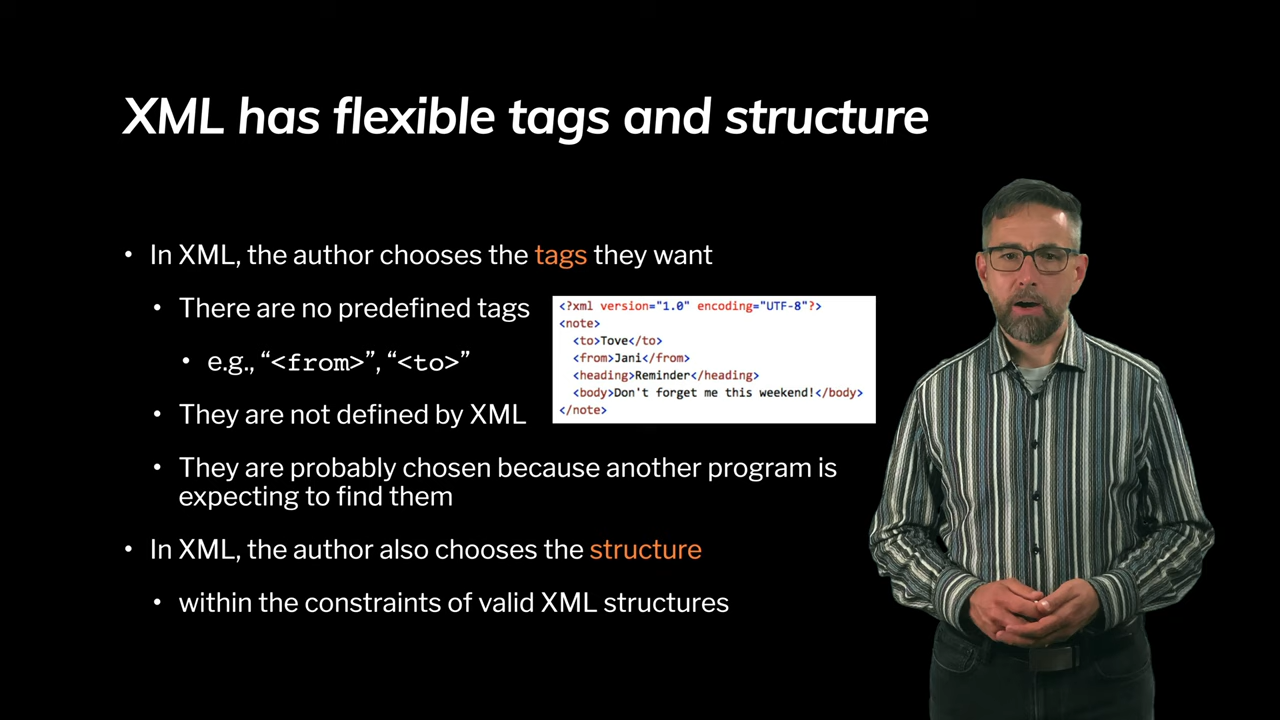 XML has flexible tags and structure
• In XML, the author chooses the tags they want
• There are no predefined tags
• e.g., “<from>”, “<to>”
• They are not defined by XML
• They are probably chosen because another program is
expecting to find them
<?xml version="1.0" encoding="UTF-8"?>
<note>
<to>Tove</to>
<from>Jani</from>
<heading>Reminder</heading>
<body>Don't forget me this weekend!</body>
</note>
• In XML, the author also chooses the structure
• within the constraints of valid XML structures